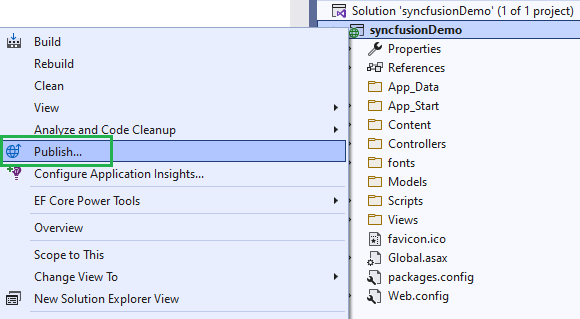 Solution 'syncfusionDemo' (1 of 1 project)
syncfusionDemo
Properties
References
App_Data
App_Start
Content
Controllers
fonts
Models
Scripts
Views
favicon.ico
Global.asax
packages.config
Web.config
Build
Rebuild
Clean
View
Analyze and Code Cleanup
Publish...
Configure Application Insights...
EF Core Power Tools
Overview
Scope to This
Change View To
New Solution Explorer View